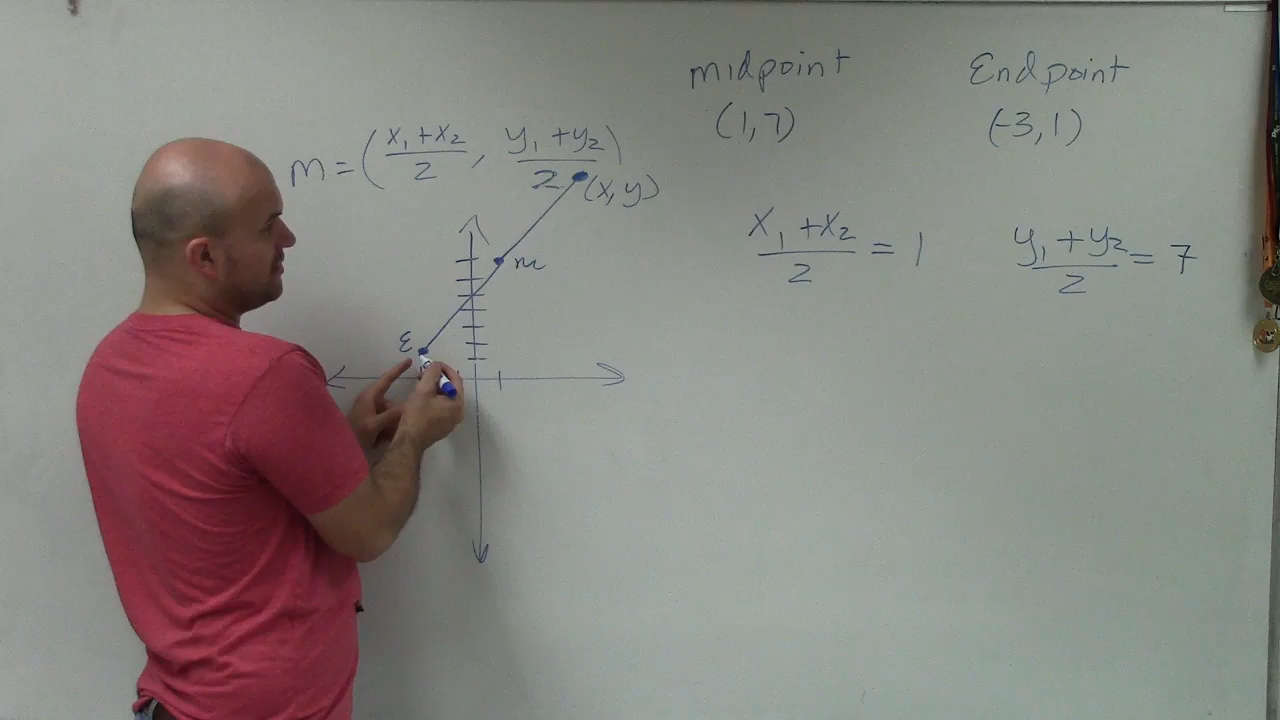 midpoint Endpoint
(1,7) (-3,1)
m = (x₁+x₂/2, y₁+y₂/2)
(x,y)
x₁+x₂/2 = 1 y₁+y₂/2 = 7
m
E